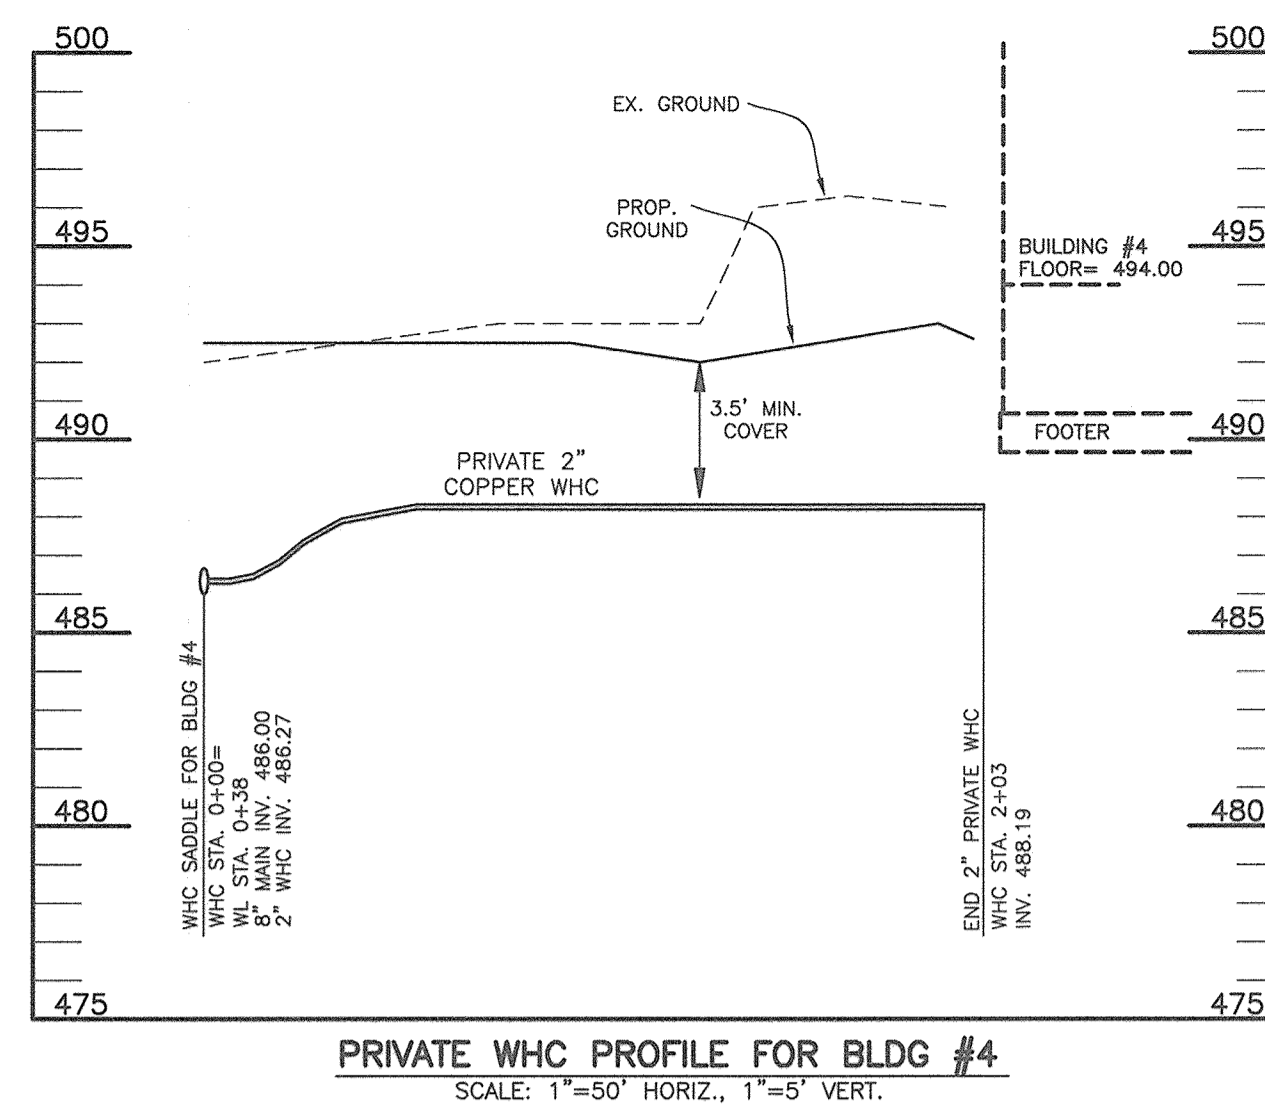 500
500
EX. GROUND
PROP.
GROUND
495
495
BUILDING #4
FLOOR= 494.00
3.5' MIN.
COVER
490
490
FOOTER
PRIVATE 2"
COPPER WHC
485
485
WHC SADDLE FOR BLDG #4
WHC STA. 0+00=
WL STA. 0+38
8" MAIN INV. 486.00
2" WHC INV. 486.27
END 2" PRIVATE WHC
WHC STA. 2+03
INV. 488.19
480
480
475
475
PRIVATE WHC PROFILE FOR BLDG #4
SCALE: 1"=50' HORIZ., 1"=5' VERT.